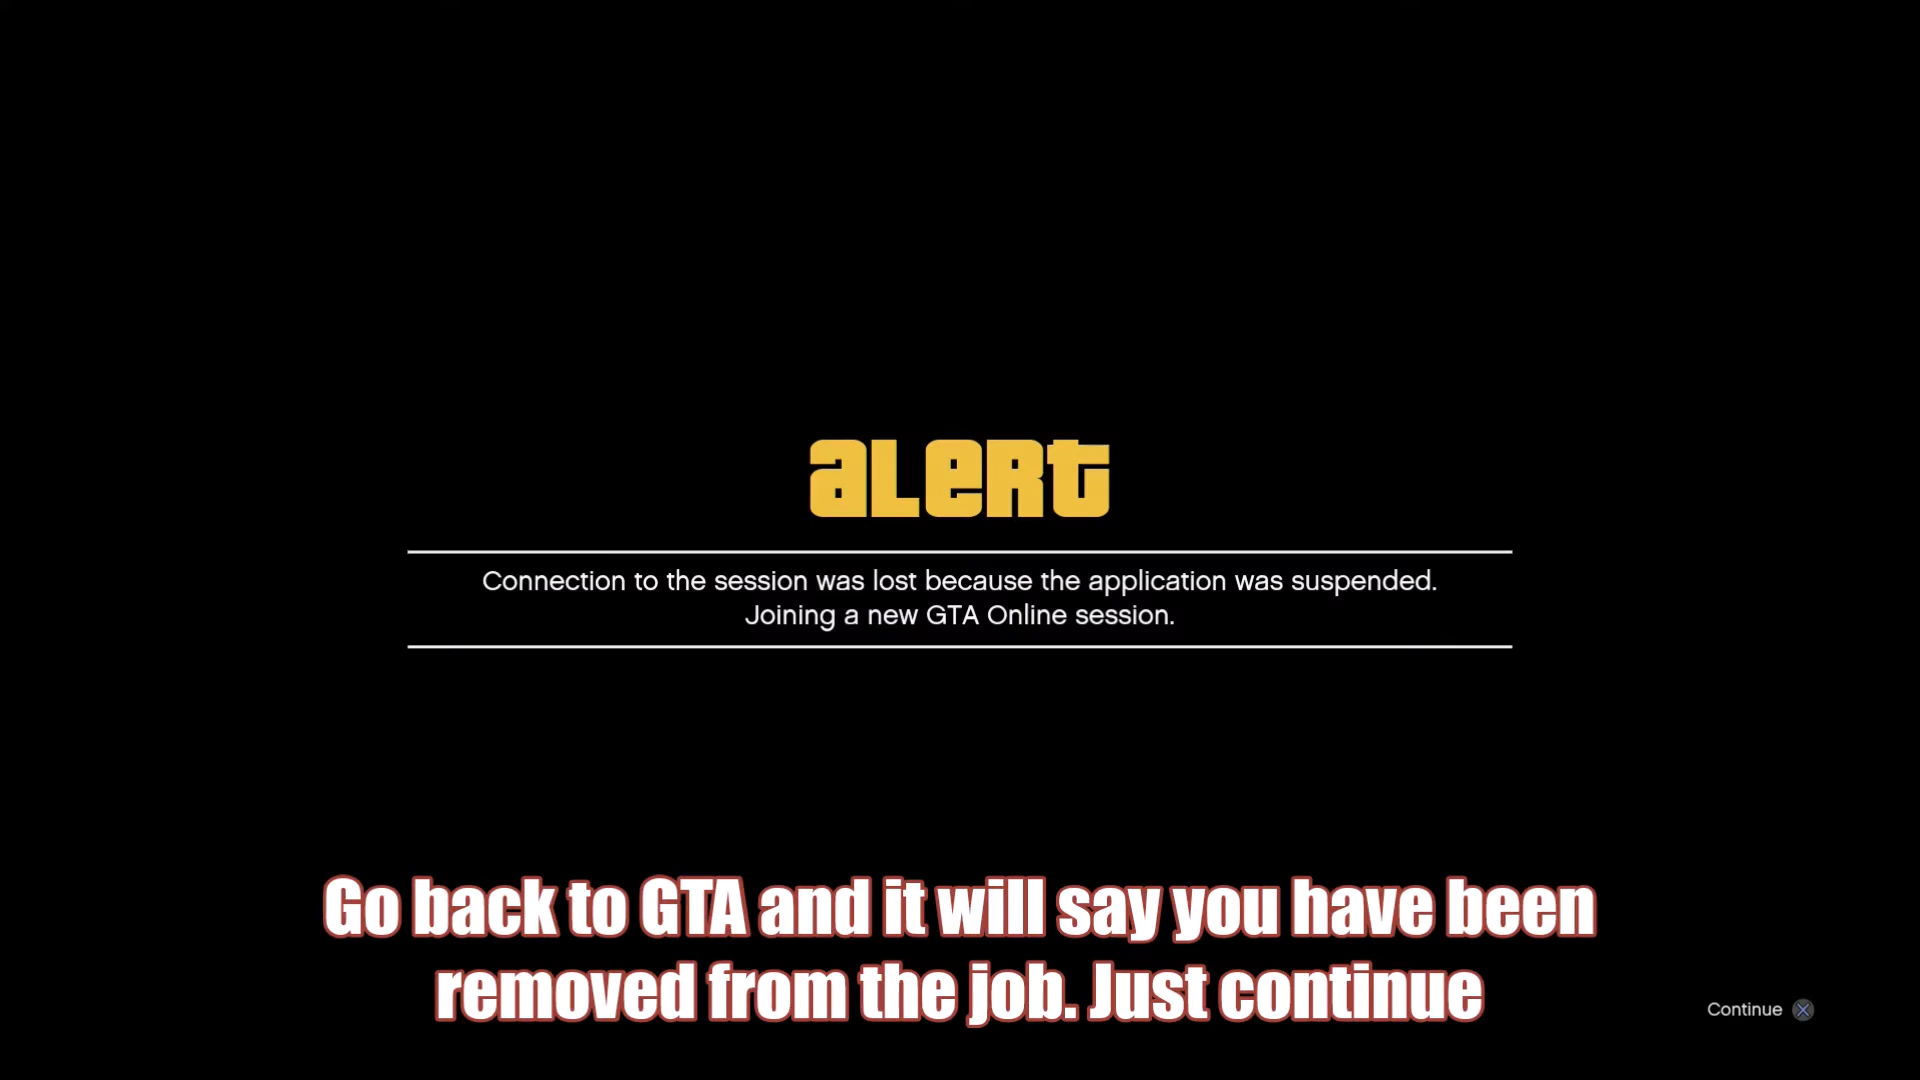 aLeRt
Connection to the session was lost because the application was suspended.
Joining a new GTA Online session.
Go back to GTA and it will say you have been
removed from the job. Just continue
Continue